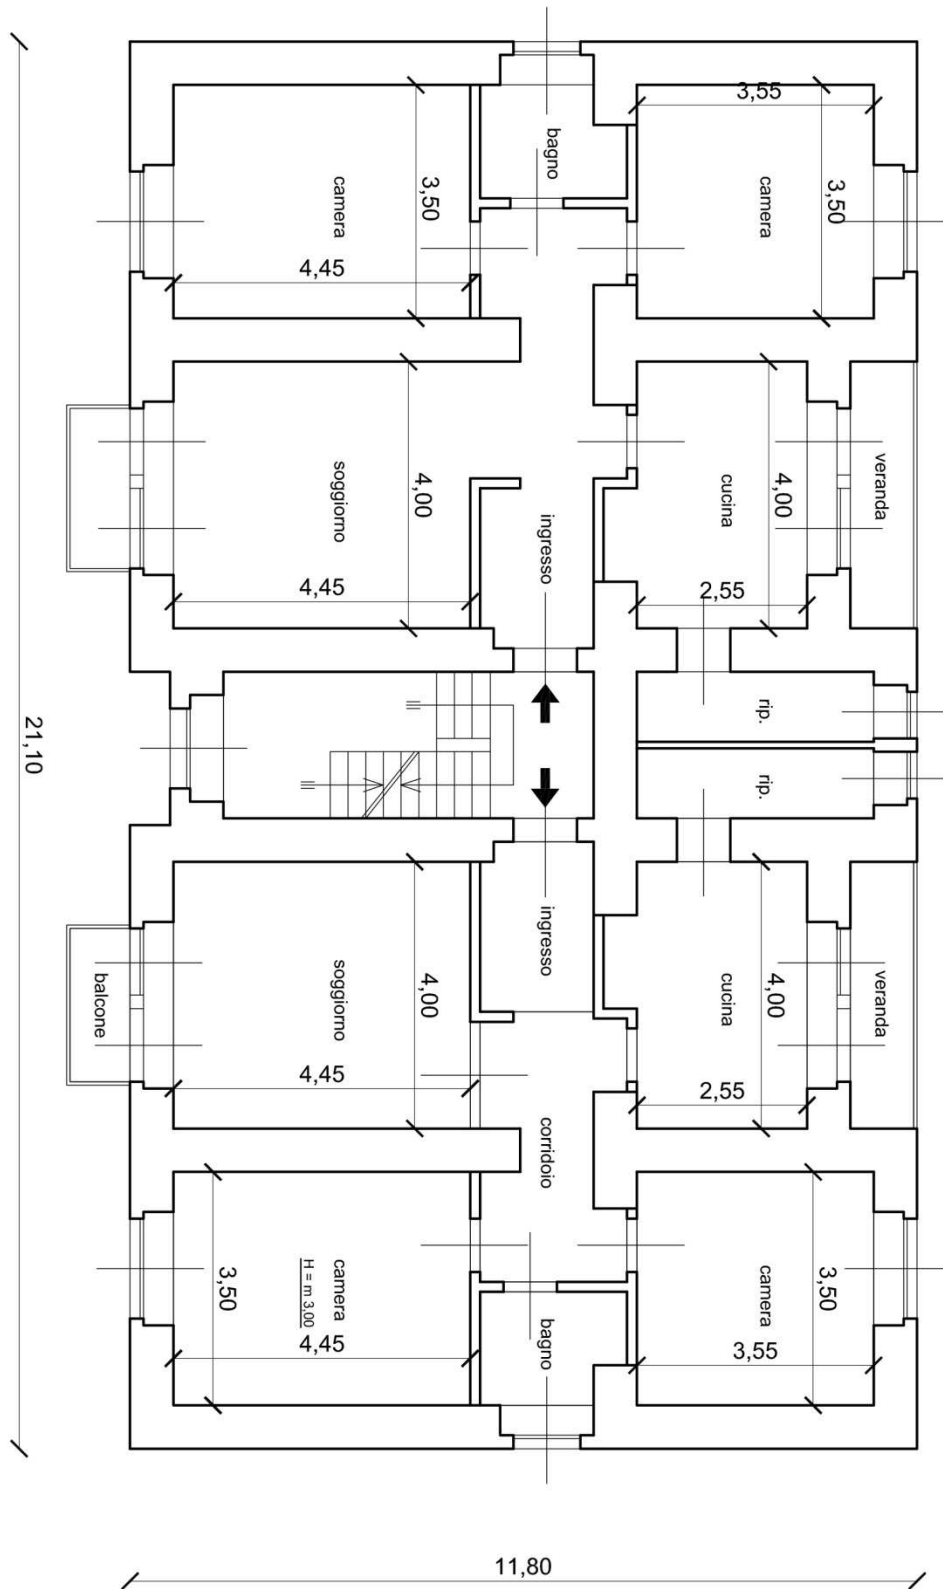 3,55
bagno
camera
3,50
camera
3,50
4,45
veranda
soggiorno
4,00
cucina
4,00
ingresso
4,45
2,55
rip.
21,10
rip.
ingresso
balcone
soggiorno
4,00
cucina
4,00
veranda
4,45
2,55
corridoio
camera
H = m 3,00
3,50
camera
3,50
bagno
4,45
3,55
11,80